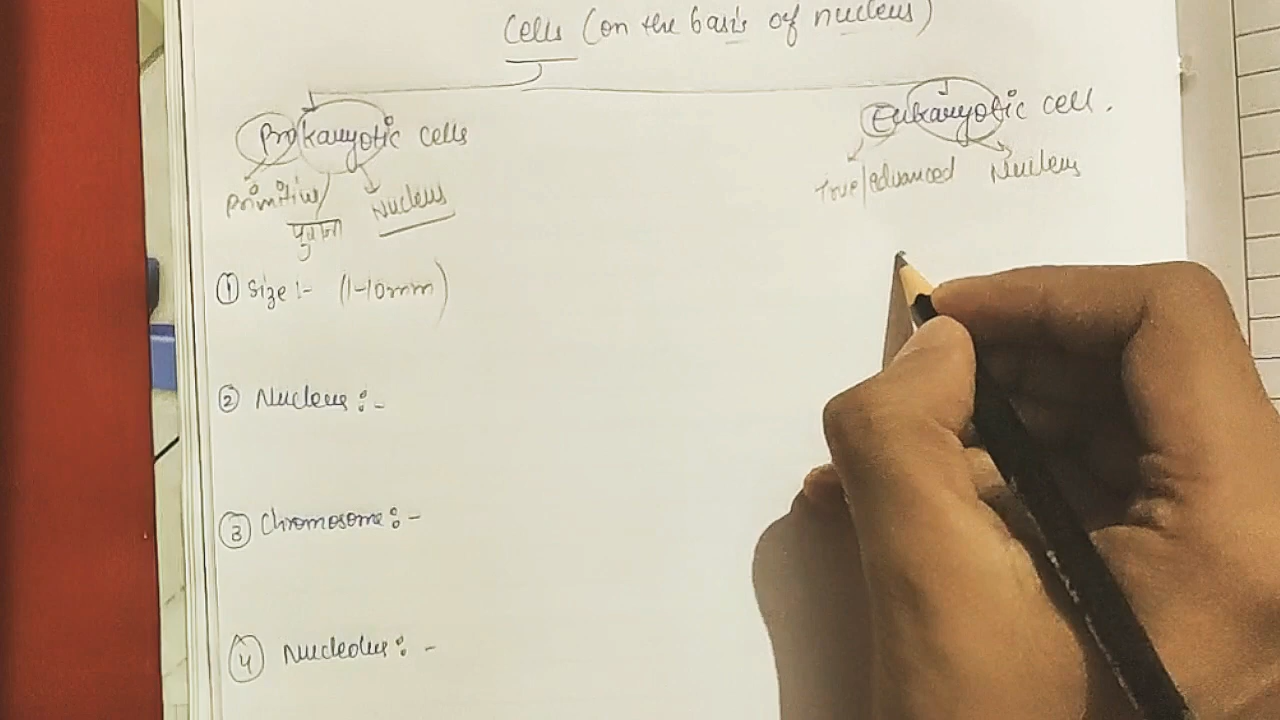 Cells (on the basis of nucleus)
Prokaryotic cells
Eukaryotic cell.
Primitive/
पुराना
Nucleus
True/advanced
Nucleus
① Size :- (1-10mm)
② Nucleus :-
③ Chromosome :-
④ Nucleolus :-